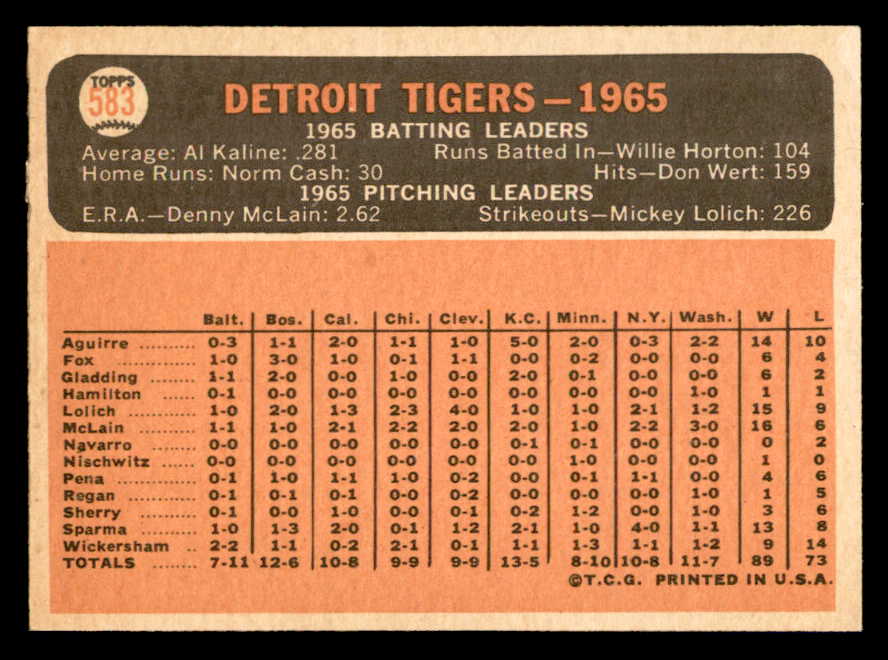 TOPPS
583
DETROIT TIGERS — 1965
1965 BATTING LEADERS
Average: Al Kaline: .281 Runs Batted In—Willie Horton: 104
Home Runs: Norm Cash: 30 Hits—Don Wert: 159
1965 PITCHING LEADERS
E.R.A.—Denny McLain: 2.62 Strikeouts—Mickey Lolich: 226
Balt. Bos. Cal. Chi. Clev. K.C. Minn. N.Y. Wash. W L
Aguirre .......... 0-3 1-1 2-0 1-1 1-0 5-0 2-0 0-3 2-2 14 10
Fox ............ 1-0 3-0 1-0 0-1 1-1 0-0 0-2 0-0 0-0 6 4
Gladding ........ 1-1 2-0 0-0 1-0 0-0 2-0 0-1 0-0 0-0 6 2
Hamilton ...... 0-1 0-0 0-0 0-0 0-0 0-0 0-0 0-0 1-0 1 1
Lolich ............ 1-0 2-0 1-3 2-3 4-0 1-0 1-0 2-1 1-2 15 9
McLain .......... 1-1 1-0 2-1 2-2 2-0 2-0 1-0 2-2 3-0 16 6
Navarro ........ 0-0 0-0 0-0 0-0 0-0 0-1 0-1 0-0 0-0 0 2
Nischwitz ...... 0-0 0-0 0-0 0-0 0-0 0-0 1-0 0-0 0-0 1 0
Pena .............. 0-1 1-0 1-1 1-0 0-2 0-0 0-1 1-1 0-0 4 6
Regan ............ 0-1 0-1 0-1 0-0 0-2 0-0 0-0 0-0 1-0 1 5
Sherry .......... 0-1 0-0 1-0 0-0 0-1 0-2 1-2 0-0 1-0 3 6
Sparma .......... 1-0 1-3 2-0 0-1 1-2 2-1 1-0 4-0 1-1 13 8
Wickersham .. 2-2 1-1 0-2 2-1 0-1 1-1 1-3 1-1 1-2 9 14
TOTALS ........ 7-11 12-6 10-8 9-9 9-9 13-5 8-10 10-8 11-7 89 73
©T.C.G. PRINTED IN U.S.A.